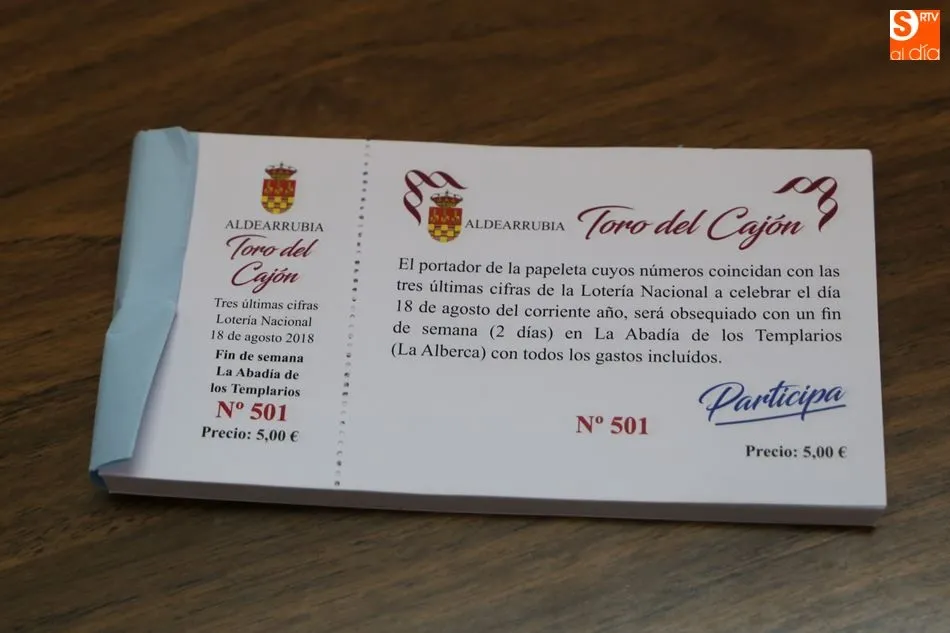 S RTV
al día
ALDEARRUBIA
Toro del
Cajón
Tres últimas cifras
Lotería Nacional
18 de agosto 2018
Fin de semana
La Abadía de
los Templarios
Nº 501
Precio: 5,00 €
ALDEARRUBIA Toro del Cajón
El portador de la papeleta cuyos números coincidan con las
tres últimas cifras de la Lotería Nacional a celebrar el día
18 de agosto del corriente año, será obsequiado con un fin
de semana (2 días) en La Abadía de los Templarios
(La Alberca) con todos los gastos incluídos.
Participa
Nº 501
Precio: 5,00 €